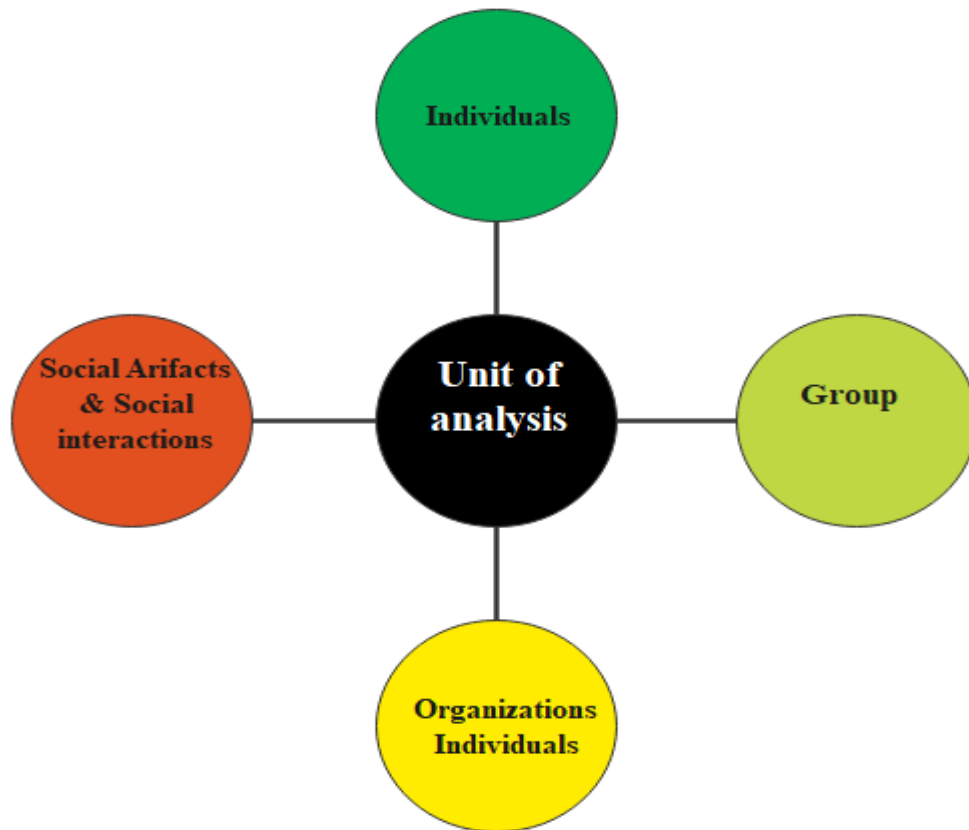 Individuals
Social Arifacts
& Social
interactions
Unit of
analysis
Group
Organizations
Individuals